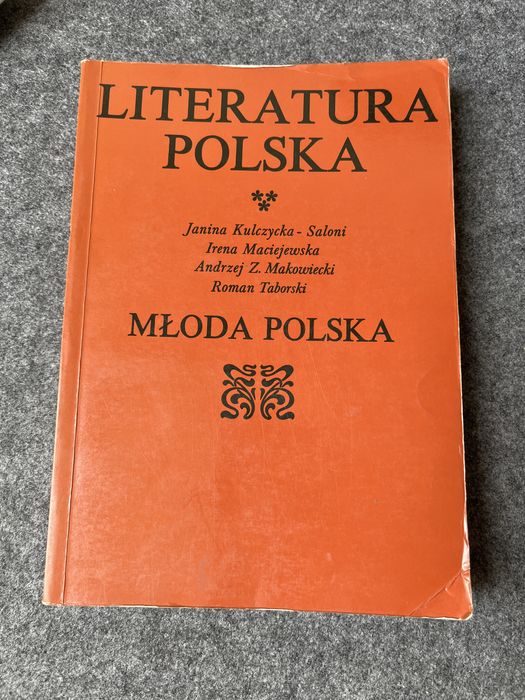 LITERATURA
POLSKA
Janina Kulczycka - Saloni
Irena Maciejewska
Andrzej Z. Makowiecki
Roman Taborski
MŁODA POLSKA